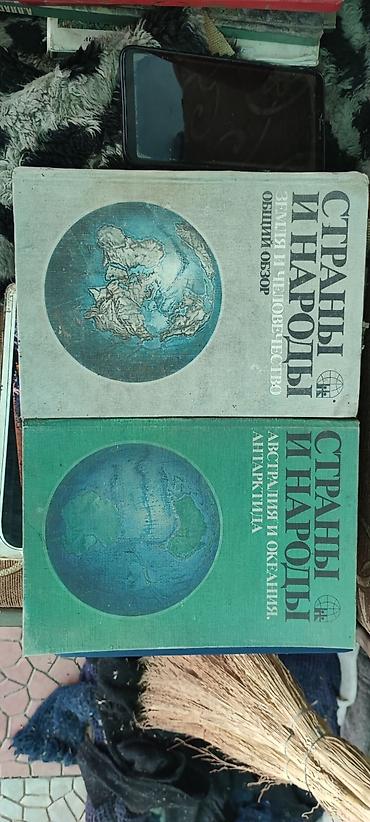 СТРАНЫ
И НАРОДЫ
ЗЕМЛЯ И ЧЕЛОВЕЧЕСТВО
ОБЩИЙ ОБЗОР
СТРАНЫ
И НАРОДЫ
АВСТРАЛИЯ И ОКЕАНИЯ.
АНТАРКТИДА